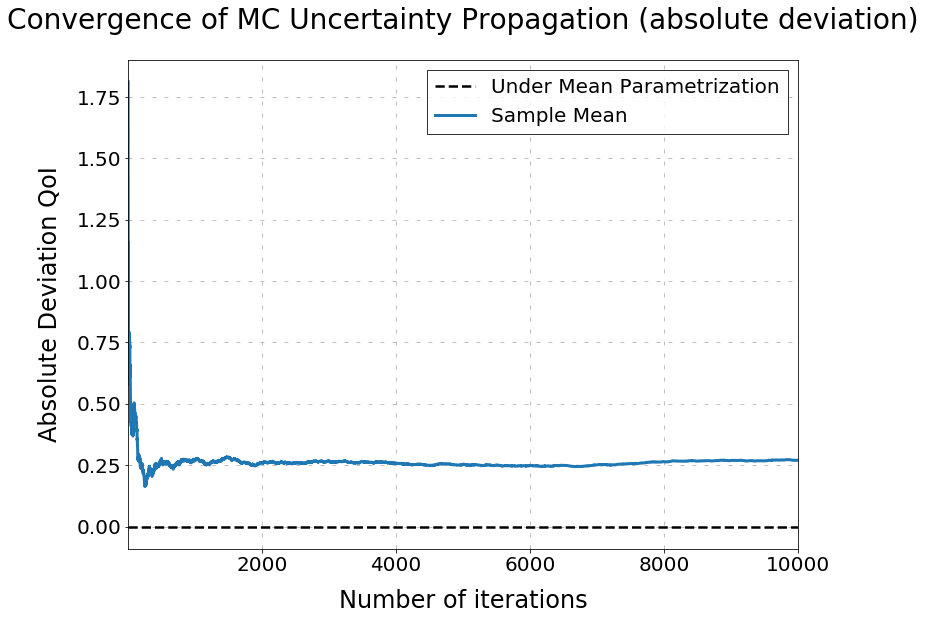 Convergence of MC Uncertainty Propagation (absolute deviation)
Under Mean Parametrization
Sample Mean
Absolute Deviation QoI
1.75
1.50
1.25
1.00
0.75
0.50
0.25
0.00
2000
4000
6000
8000
10000
Number of iterations